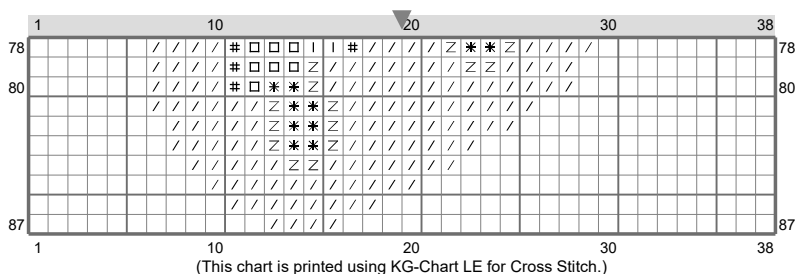 1 10 20 30 38
78 / / / / # □ □ □ I I # / / / / Z * * Z / / / / 78
/ / / / # □ □ □ Z / / / / / / / Z Z / / / /
80 / / / / # □ * * Z / / / / / / / / / / / / / 80
/ / / / / / Z * * Z / / / / / / / / / /
/ / / / / Z * * Z / / / / / / / / /
/ / / / / Z * * Z / / / / / / /
/ / / / / Z Z / / / / / / /
/ / / / / / / / / / /
/ / / / / / / /
87 / / / / 87
1 10 20 30 38
(This chart is printed using KG-Chart LE for Cross Stitch.)